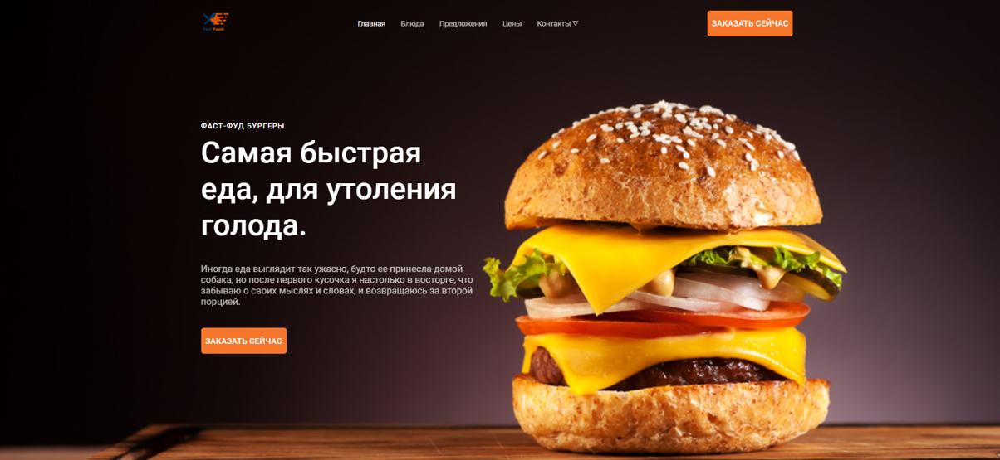 Fast Food
Главная
Блюда
Предложения
Цены
Контакты
ЗАКАЗАТЬ СЕЙЧАС
ФАСТ-ФУД БУРГЕРЫ
Самая быстрая
еда, для утоления
голода.
Иногда еда выглядит так ужасно, будто ее принесла домой
собака, но после первого кусочка я настолько в восторге, что
забываю о своих мыслях и словах, и возвращаюсь за второй
порцией.
ЗАКАЗАТЬ СЕЙЧАС